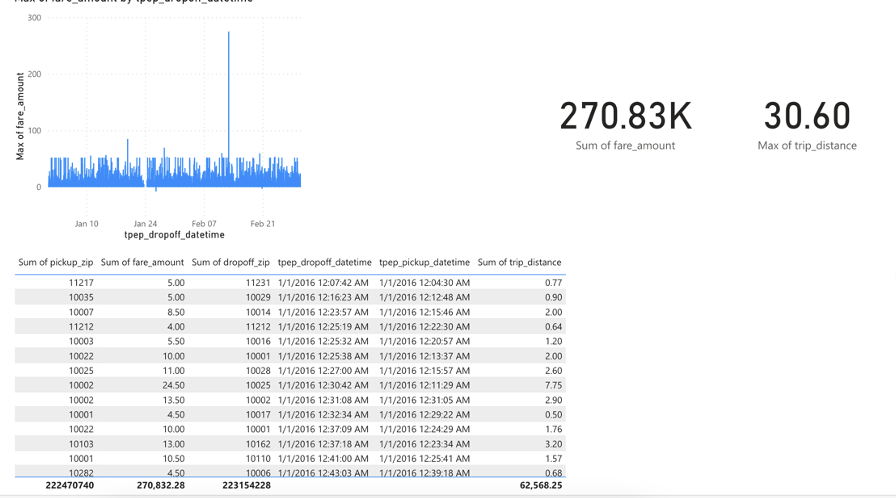 Max of fare_amount by tpep_dropoff_datetime
300
200
100
0
Max of fare_amount
Jan 10 Jan 24 Feb 07 Feb 21
tpep_dropoff_datetime
270.83K
Sum of fare_amount
30.60
Max of trip_distance
Sum of pickup_zip Sum of fare_amount Sum of dropoff_zip tpep_dropoff_datetime tpep_pickup_datetime Sum of trip_distance
11217 5.00 11231 1/1/2016 12:07:42 AM 1/1/2016 12:04:30 AM 0.77
10035 5.00 10029 1/1/2016 12:16:23 AM 1/1/2016 12:12:48 AM 0.90
10007 8.50 10014 1/1/2016 12:23:57 AM 1/1/2016 12:15:46 AM 2.00
11212 4.00 11212 1/1/2016 12:25:19 AM 1/1/2016 12:22:30 AM 0.64
10003 5.50 10016 1/1/2016 12:25:32 AM 1/1/2016 12:20:57 AM 1.20
10022 10.00 10001 1/1/2016 12:25:38 AM 1/1/2016 12:13:37 AM 2.00
10025 11.00 10028 1/1/2016 12:27:00 AM 1/1/2016 12:15:57 AM 2.60
10002 24.50 10025 1/1/2016 12:30:42 AM 1/1/2016 12:11:29 AM 7.75
10002 13.50 10002 1/1/2016 12:31:08 AM 1/1/2016 12:31:05 AM 2.90
10001 4.50 10017 1/1/2016 12:32:34 AM 1/1/2016 12:29:22 AM 0.50
10022 10.00 10001 1/1/2016 12:37:09 AM 1/1/2016 12:24:29 AM 1.76
10103 13.00 10162 1/1/2016 12:37:18 AM 1/1/2016 12:23:34 AM 3.20
10001 10.50 10110 1/1/2016 12:41:00 AM 1/1/2016 12:25:41 AM 1.57
10282 4.50 10006 1/1/2016 12:43:03 AM 1/1/2016 12:39:18 AM 0.68
222470740 270,832.28 223154228 62,568.25